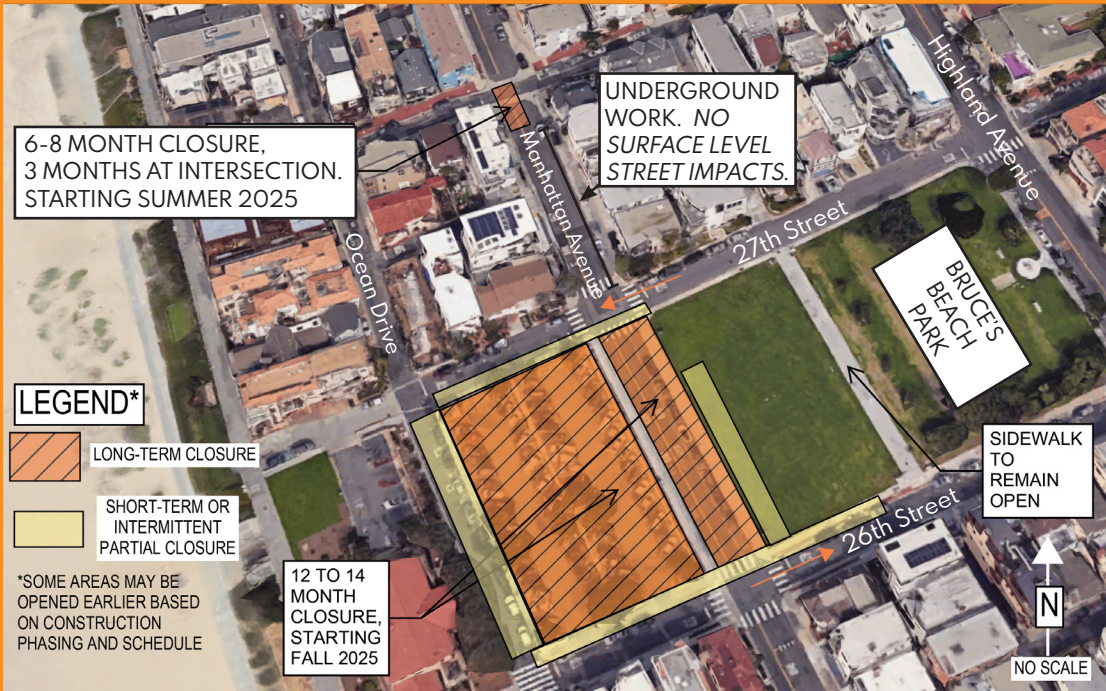 6-8 MONTH CLOSURE,
3 MONTHS AT INTERSECTION.
STARTING SUMMER 2025
UNDERGROUND
WORK. NO
SURFACE LEVEL
STREET IMPACTS.
Highland Avenue
Manhattan Avenue
27th Street
Ocean Drive
BRUCE'S
BEACH
PARK
LEGEND*
LONG-TERM CLOSURE
SHORT-TERM OR
INTERMITTENT
PARTIAL CLOSURE
*SOME AREAS MAY BE
OPENED EARLIER BASED
ON CONSTRUCTION
PHASING AND SCHEDULE
12 TO 14
MONTH
CLOSURE,
STARTING
FALL 2025
SIDEWALK
TO
REMAIN
OPEN
26th Street
N
NO SCALE